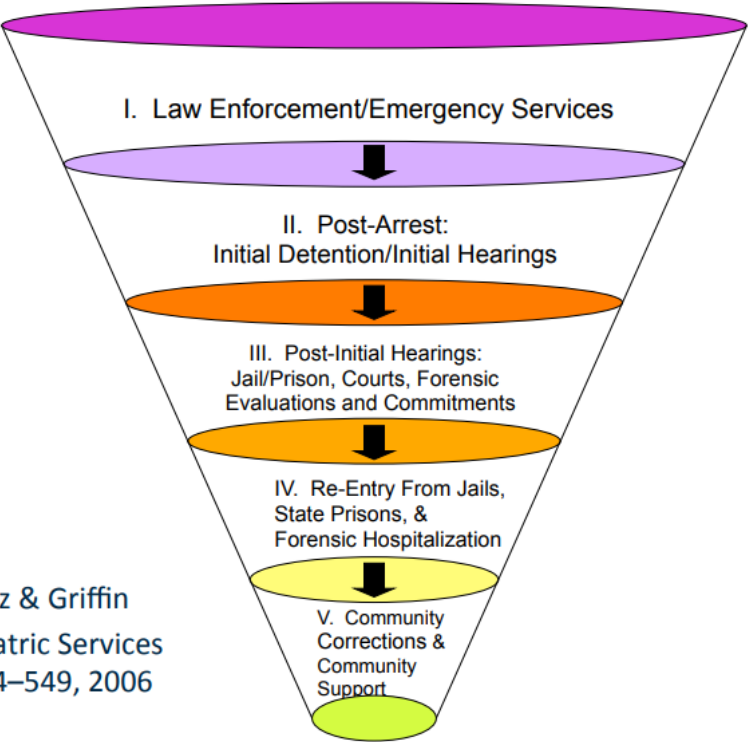 I. Law Enforcement/Emergency Services
II. Post-Arrest:
Initial Detention/Initial Hearings
III. Post-Initial Hearings:
Jail/Prison, Courts, Forensic
Evaluations and Commitments
IV. Re-Entry From Jails,
State Prisons, &
Forensic Hospitalization
V. Community
Corrections &
Community
Support
z & Griffin
atric Services
4–549, 2006